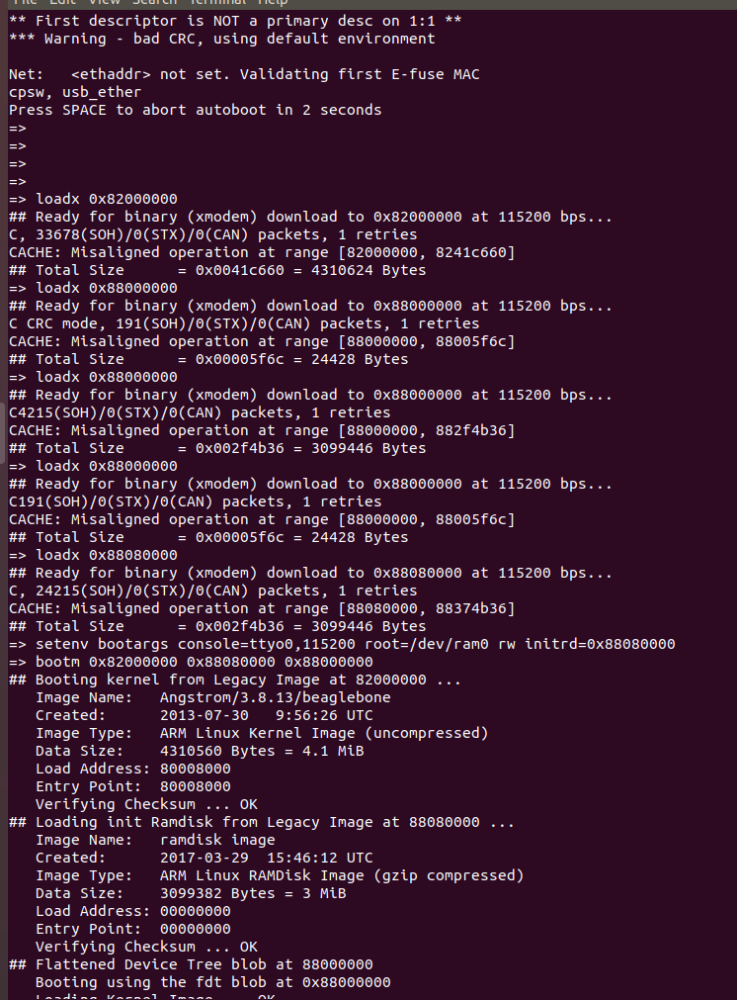 File Edit View Search Terminal Help
** First descriptor is NOT a primary desc on 1:1 **
*** Warning - bad CRC, using default environment
Net:   <ethaddr> not set. Validating first E-fuse MAC
cpsw, usb_ether
Press SPACE to abort autoboot in 2 seconds
=>
=>
=>
=>
=> loadx 0x82000000
## Ready for binary (xmodem) download to 0x82000000 at 115200 bps...
C, 33678(SOH)/0(STX)/0(CAN) packets, 1 retries
CACHE: Misaligned operation at range [82000000, 8241c660]
## Total Size      = 0x0041c660 = 4310624 Bytes
=> loadx 0x88000000
## Ready for binary (xmodem) download to 0x88000000 at 115200 bps...
C CRC mode, 191(SOH)/0(STX)/0(CAN) packets, 1 retries
CACHE: Misaligned operation at range [88000000, 88005f6c]
## Total Size      = 0x00005f6c = 24428 Bytes
=> loadx 0x88000000
## Ready for binary (xmodem) download to 0x88000000 at 115200 bps...
C4215(SOH)/0(STX)/0(CAN) packets, 1 retries
CACHE: Misaligned operation at range [88000000, 882f4b36]
## Total Size      = 0x002f4b36 = 3099446 Bytes
=> loadx 0x88000000
## Ready for binary (xmodem) download to 0x88000000 at 115200 bps...
C191(SOH)/0(STX)/0(CAN) packets, 1 retries
CACHE: Misaligned operation at range [88000000, 88005f6c]
## Total Size      = 0x00005f6c = 24428 Bytes
=> loadx 0x88080000
## Ready for binary (xmodem) download to 0x88080000 at 115200 bps...
C, 24215(SOH)/0(STX)/0(CAN) packets, 1 retries
CACHE: Misaligned operation at range [88080000, 88374b36]
## Total Size      = 0x002f4b36 = 3099446 Bytes
=> setenv bootargs console=ttyo0,115200 root=/dev/ram0 rw initrd=0x88080000
=> bootm 0x82000000 0x88080000 0x88000000
## Booting kernel from Legacy Image at 82000000 ...
   Image Name:   Angstrom/3.8.13/beaglebone
   Created:      2013-07-30   9:56:26 UTC
   Image Type:   ARM Linux Kernel Image (uncompressed)
   Data Size:    4310560 Bytes = 4.1 MiB
   Load Address: 80008000
   Entry Point:  80008000
   Verifying Checksum ... OK
## Loading init Ramdisk from Legacy Image at 88080000 ...
   Image Name:   ramdisk image
   Created:      2017-03-29  15:46:12 UTC
   Image Type:   ARM Linux RAMDisk Image (gzip compressed)
   Data Size:    3099382 Bytes = 3 MiB
   Load Address: 00000000
   Entry Point:  00000000
   Verifying Checksum ... OK
## Flattened Device Tree blob at 88000000
   Booting using the fdt blob at 0x88000000
   Loading Kernel Image ... OK